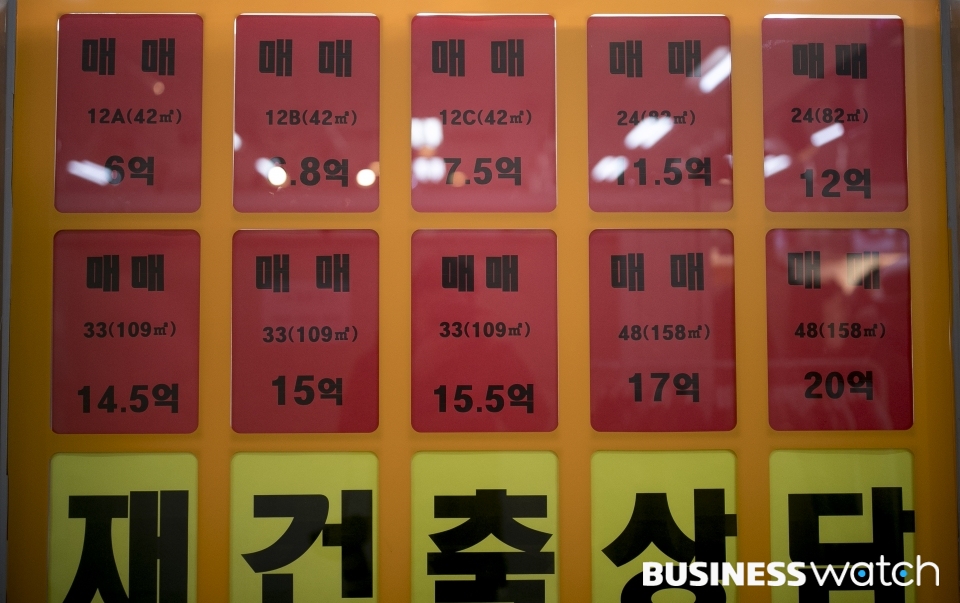 매 매
12A(42㎡)
6억
매 매
12B(42㎡)
.8억
매 매
12C(42㎡)
7.5억
매 매
24(82㎡)
11.5억
매 매
24(82㎡)
12억
매 매
33(109㎡)
14.5억
매 매
33(109㎡)
15억
매 매
33(109㎡)
15.5억
매 매
48(158㎡)
17억
매 매
48(158㎡)
20억
재건축상담
BUSINESSwatch